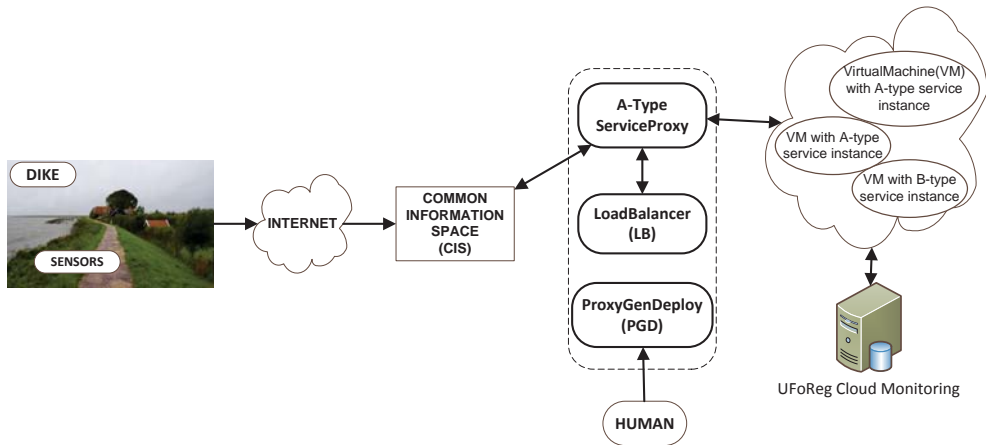 DIKE
SENSORS
INTERNET
COMMON
INFORMATION
SPACE
(CIS)
A-Type
ServiceProxy
LoadBalancer
(LB)
ProxyGenDeploy
(PGD)
HUMAN
VirtualMachine(VM)
with A-type service
instance
VM with A-type
service instance
VM with B-type
service instance
UFoReg Cloud Monitoring